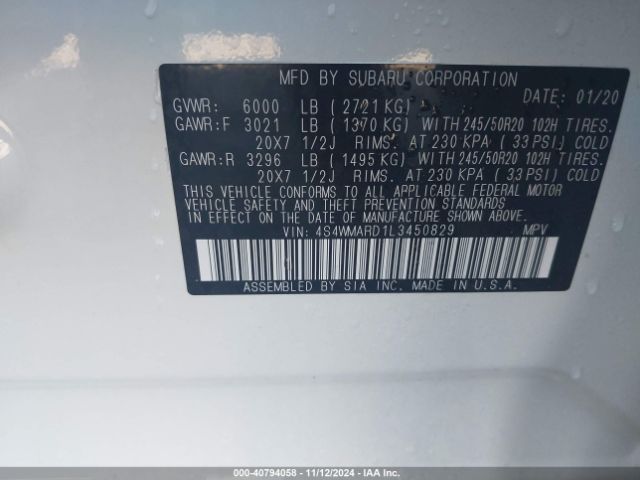 MFD BY SUBARU CORPORATION
DATE: 01/20
GVWR: 6000 LB ( 2721 KG)
GAWR:F 3021 LB ( 1370 KG) WITH 245/50R20 102H TIRES.
20X7 1/2J RIMS. AT 230 KPA ( 33 PSI) COLD
GAWR:R 3296 LB ( 1495 KG) WITH 245/50R20 102H TIRES.
20X7 1/2J RIMS. AT 230 KPA ( 33 PSI) COLD
THIS VEHICLE CONFORMS TO ALL APPLICABLE FEDERAL MOTOR
VEHICLE SAFETY AND THEFT PREVENTION STANDARDS
IN EFFECT ON THE DATE OF MANUFACTURE SHOWN ABOVE.
VIN: 4S4WMARD1L3450829 MPV
ASSEMBLED BY SIA INC. MADE IN U.S.A.
000-40794058 - 11/12/2024 - IAA Inc.